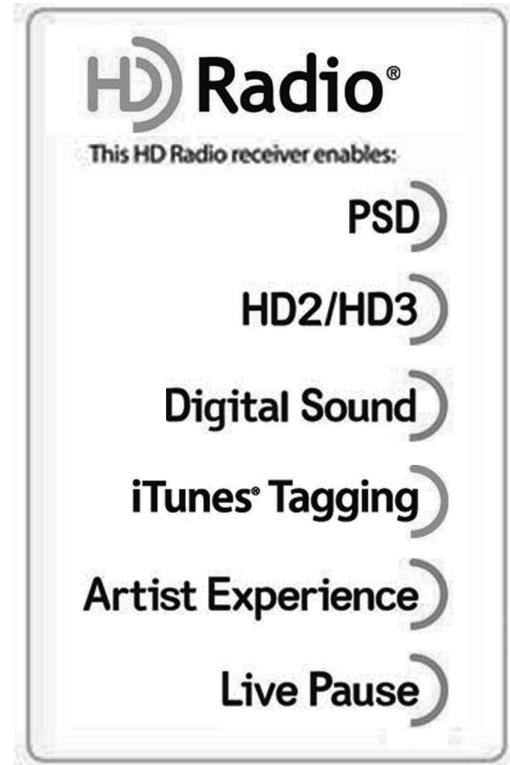 HD Radio®
This HD Radio receiver enables:
PSD
HD2/HD3
Digital Sound
iTunes® Tagging
Artist Experience
Live Pause